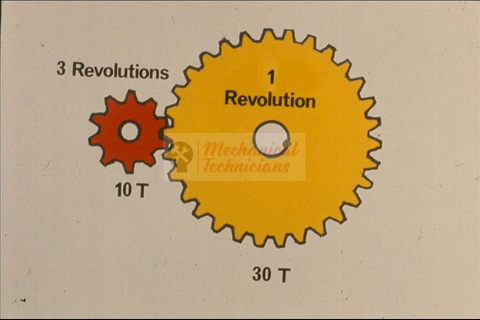 3 Revolutions
1
Revolution
Mechanical
Technicians
10 T
30 T